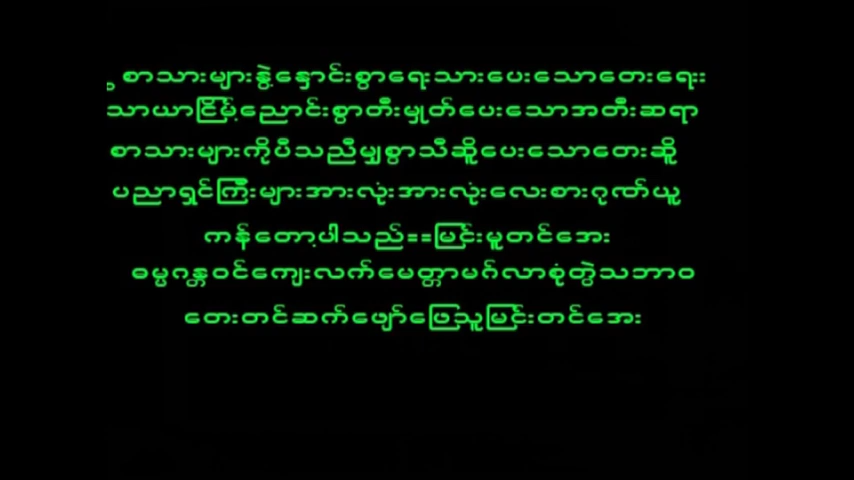 စာသားများနွဲ့နှောင်းစွာရေးသားပေးသောတေးရေး
သာယာငြိမ့်ညောင်းစွာတီးမှုတ်ပေးသောအတီးဆရာ
စာသားများကိုပီသညီမျှစွာသီဆိုပေးသောတေးဆို
ပညာရှင်ကြီးများအားလုံးအားလုံးလေးစားဂုဏ်ယူ
ကန်တော့ပါသည်==မြင်းမူတင်အေး
ဓမ္မဂန္တဝင်ကျေးလက်မေတ္တာမဂ်လာစုံတွဲသဘာဝ
တေးတင်ဆက်ဖျော်ဖြေသူမြင်းတင်အေး